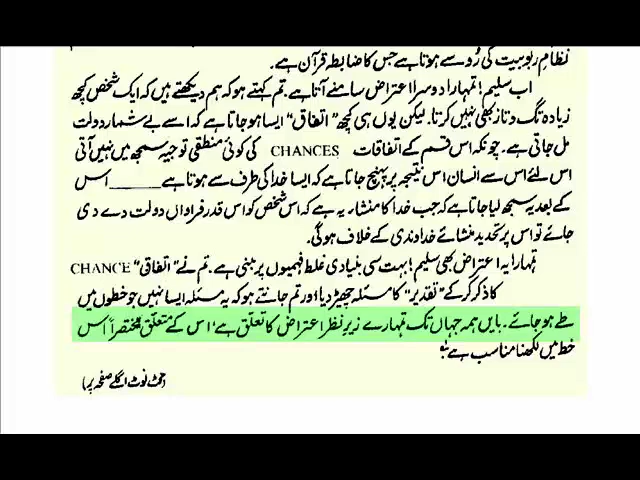 نظامِ ربوبیت کی رُو سے ہوتا ہے جس کا ضابطہ قرآن ہے۔
اب سلیم! تمہارا دوسرا اعتراض سامنے آتا ہے۔ تم کہتے ہو کہ ہم دیکھتے ہیں کہ ایک شخص کچھ
زیادہ تگ و تاز بھی نہیں کرتا۔ لیکن یوں ہی کچھ "اتفاق" ایسا ہو جاتا ہے کہ اسے بے شمار دولت
مل جاتی ہے۔ چونکہ اس قسم کے اتفاقات CHANCES کی کوئی منطقی توجیہ سمجھ میں نہیں آتی
اس لئے اس سے انسان اس نتیجہ پر پہنچ جاتا ہے کہ ایسا خدا کی طرف سے ہوتا ہے ــــــــ اس
کے بعد یہ سمجھ لیا جاتا ہے کہ جب خدا کا منشا یہ ہے کہ اس شخص کو اس قدر فراواں دولت دے دی
جائے تو اس پر تحدید منشائے خداوندی کے خلاف ہوگی۔
تمہارا یہ اعتراض بھی سلیم! بہت سی بنیادی غلط فہمیوں پر مبنی ہے۔ تم نے "اتفاق" CHANCE
کا ذکر کر کے "تقدیر" کا مسئلہ چھیڑ دیا اور تم جانتے ہو کہ یہ مسئلہ ایسا نہیں جو خطوں میں
طے ہو جائے۔ بایں ہمہ جہاں تک تمہارے زیرِ نظر اعتراض کا تعلق ہے، اس کے متعلق مختصراً اس
خط میں لکھنا مناسب ہے
(فٹ نوٹ اگلے صفحہ پر)